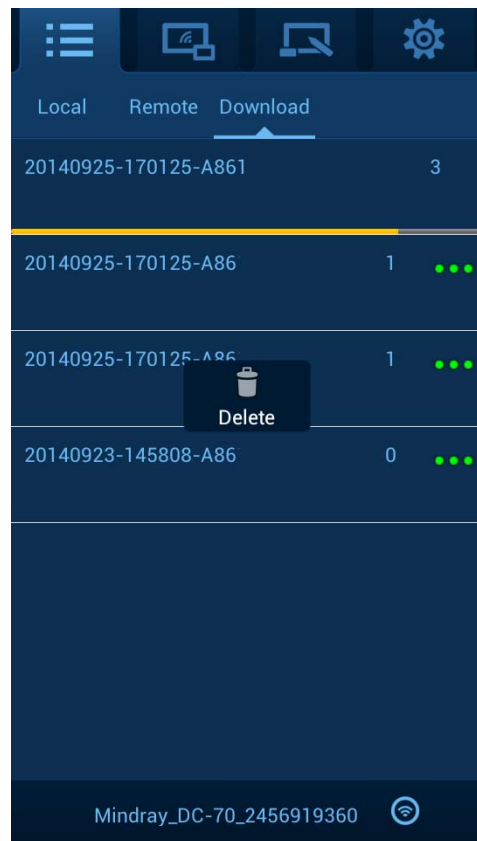 Local Remote Download
20140925-170125-A861 3
20140925-170125-A86 1
20140925-170125-A86 1
Delete
20140923-145808-A86 0
Mindray_DC-70_2456919360